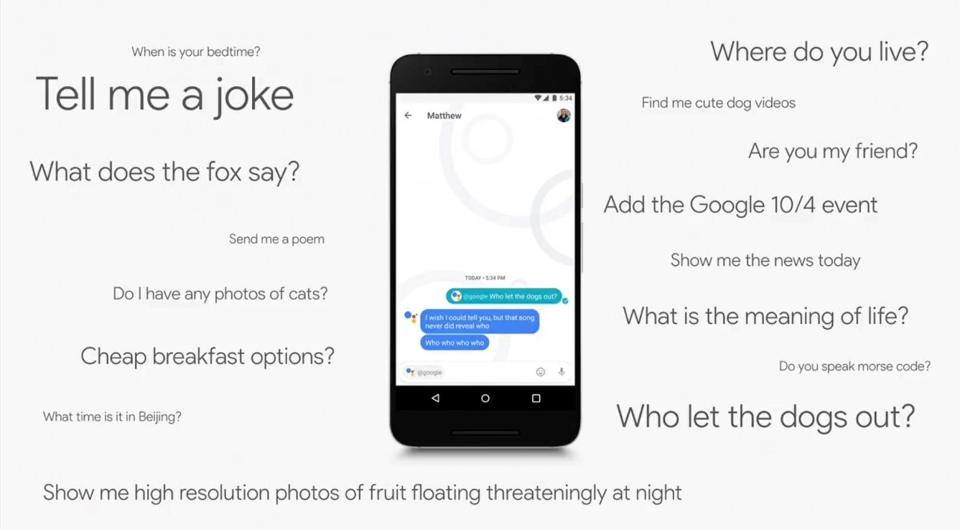 When is your bedtime?
Tell me a joke
What does the fox say?
Send me a poem
Do I have any photos of cats?
Cheap breakfast options?
What time is it in Beijing?
5:34
Matthew
TODAY • 5:34 PM
@google Who let the dogs out?
I wish I could tell you, but that song
never did reveal who
Who who who who
@google
Where do you live?
Find me cute dog videos
Are you my friend?
Add the Google 10/4 event
Show me the news today
What is the meaning of life?
Do you speak morse code?
Who let the dogs out?
Show me high resolution photos of fruit floating threateningly at night